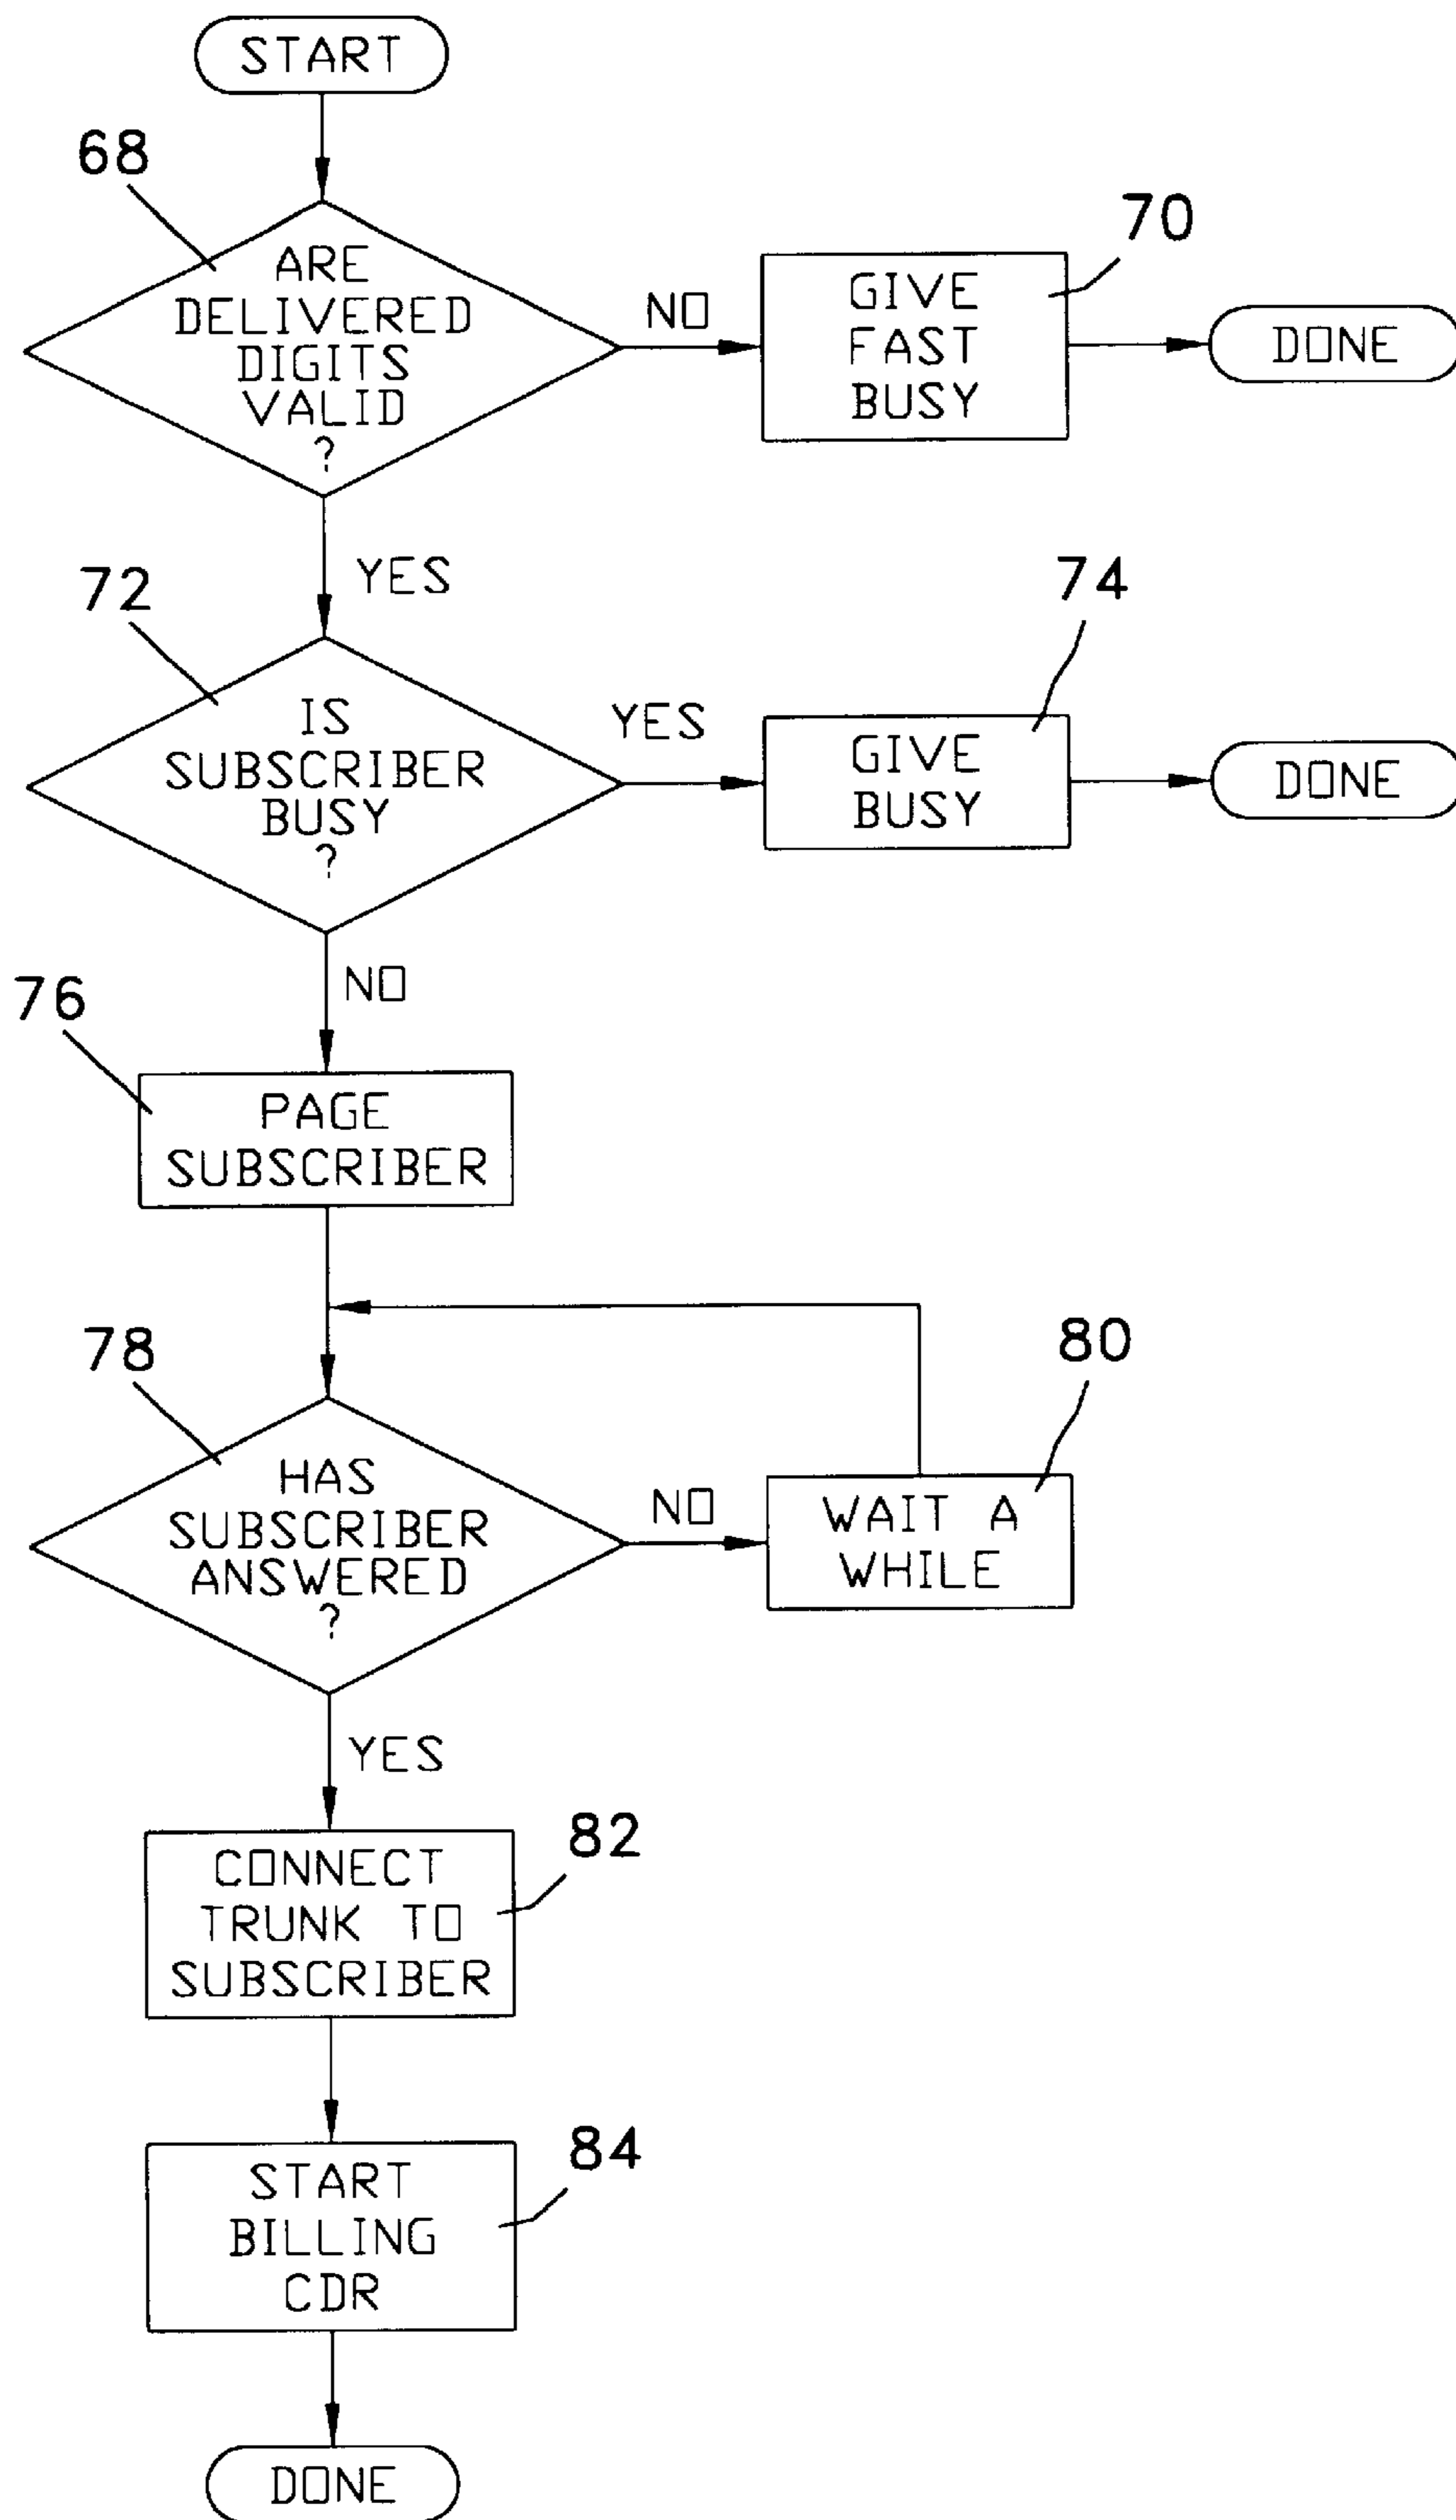 START
68
ARE
DELIVERED
DIGITS
VALID
?
NO
70
GIVE
FAST
BUSY
DONE
YES
72
IS
SUBSCRIBER
BUSY
?
YES
74
GIVE
BUSY
DONE
NO
76
PAGE
SUBSCRIBER
78
HAS
SUBSCRIBER
ANSWERED
?
NO
80
WAIT A
WHILE
YES
82
CONNECT
TRUNK TO
SUBSCRIBER
84
START
BILLING
CDR
DONE